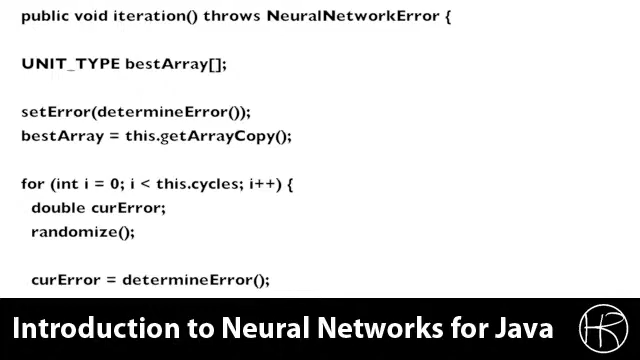 public void iteration() throws NeuralNetworkError {
UNIT_TYPE bestArray[];
setError(determineError());
bestArray = this.getArrayCopy();
for (int i = 0; i < this.cycles; i++) {
double curError;
randomize();
curError = determineError();
Introduction to Neural Networks for Java